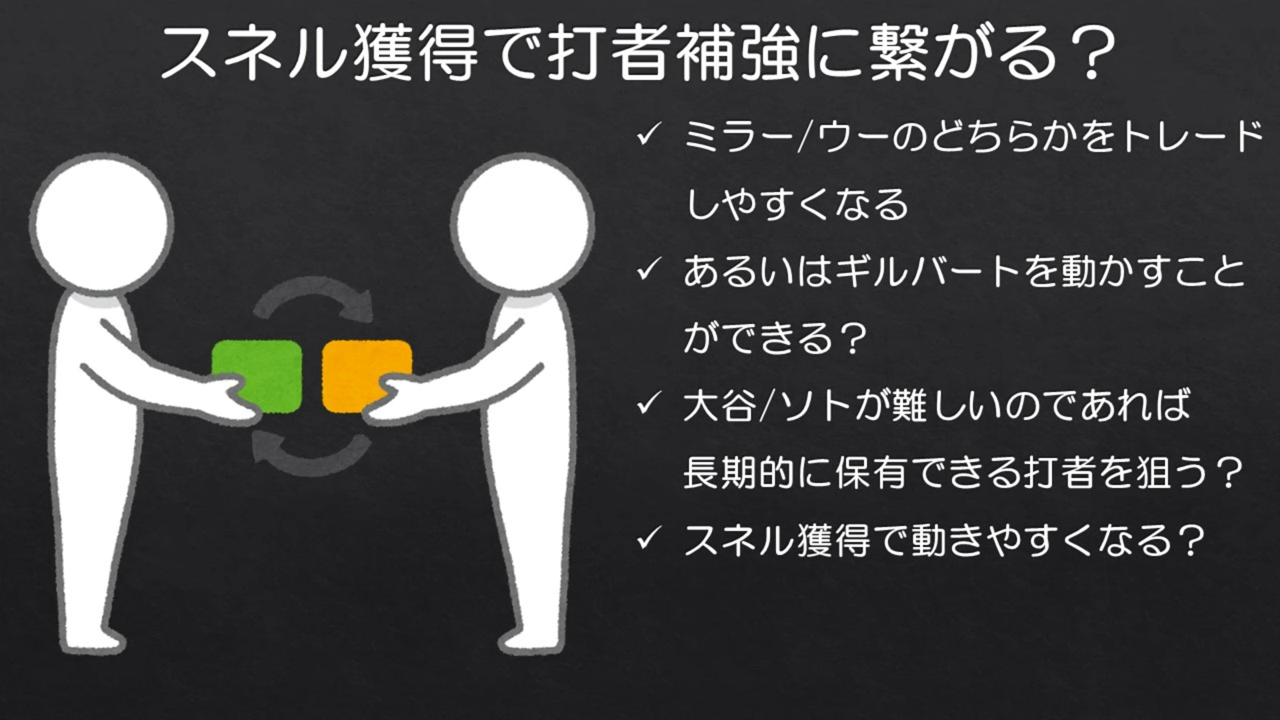 スネル獲得で打者補強に繋がる？
✓ ミラー/ウーのどちらかをトレード
しやすくなる
✓ あるいはギルバートを動かすこと
ができる？
✓ 大谷/ソトが難しいのであれば
長期的に保有できる打者を狙う？
✓ スネル獲得で動きやすくなる？